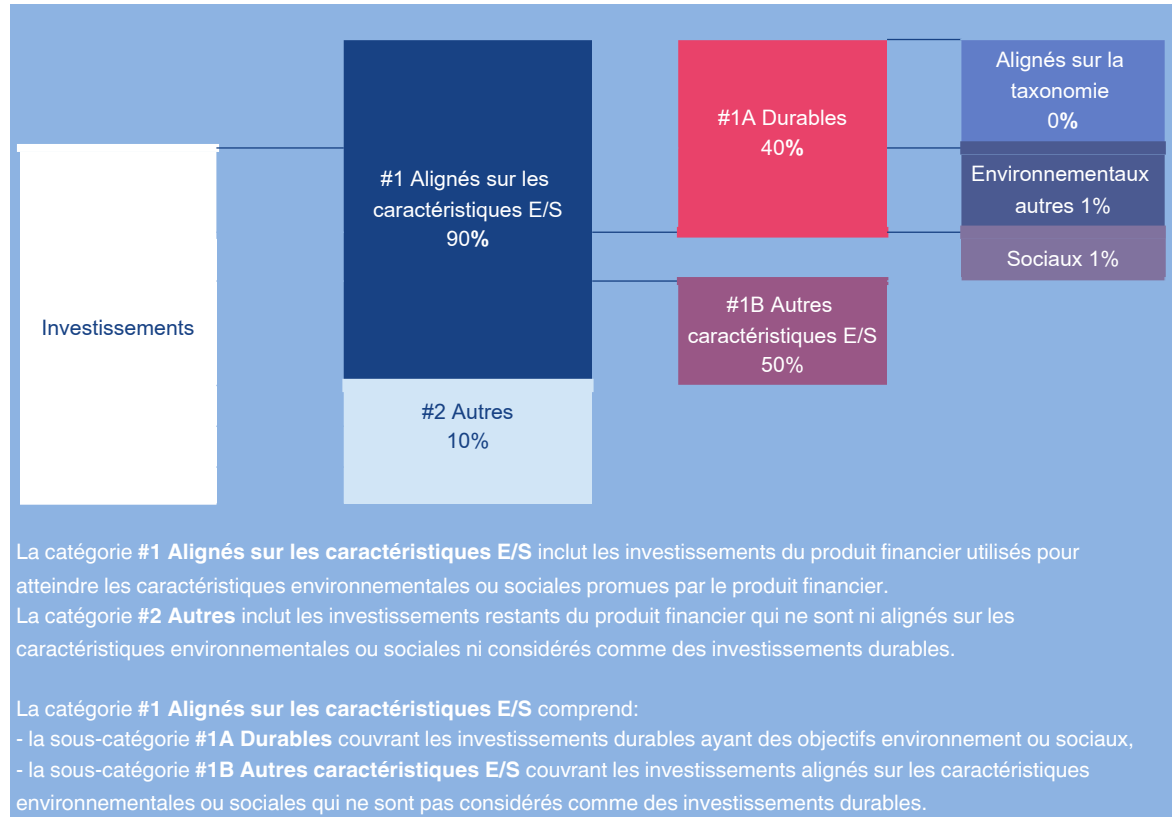 Investissements
#1 Alignés sur les
caractéristiques E/S
90%
#2 Autres
10%
#1A Durables
40%
#1B Autres
caractéristiques E/S
50%
Alignés sur la
taxonomie
0%
Environnementaux
autres 1%
Sociaux 1%
La catégorie #1 Alignés sur les caractéristiques E/S inclut les investissements du produit financier utilisés pour
atteindre les caractéristiques environnementales ou sociales promues par le produit financier.
La catégorie #2 Autres inclut les investissements restants du produit financier qui ne sont ni alignés sur les
caractéristiques environnementales ou sociales ni considérés comme des investissements durables.
La catégorie #1 Alignés sur les caractéristiques E/S comprend:
- la sous-catégorie #1A Durables couvrant les investissements durables ayant des objectifs environnement ou sociaux,
- la sous-catégorie #1B Autres caractéristiques E/S couvrant les investissements alignés sur les caractéristiques
environnementales ou sociales qui ne sont pas considérés comme des investissements durables.